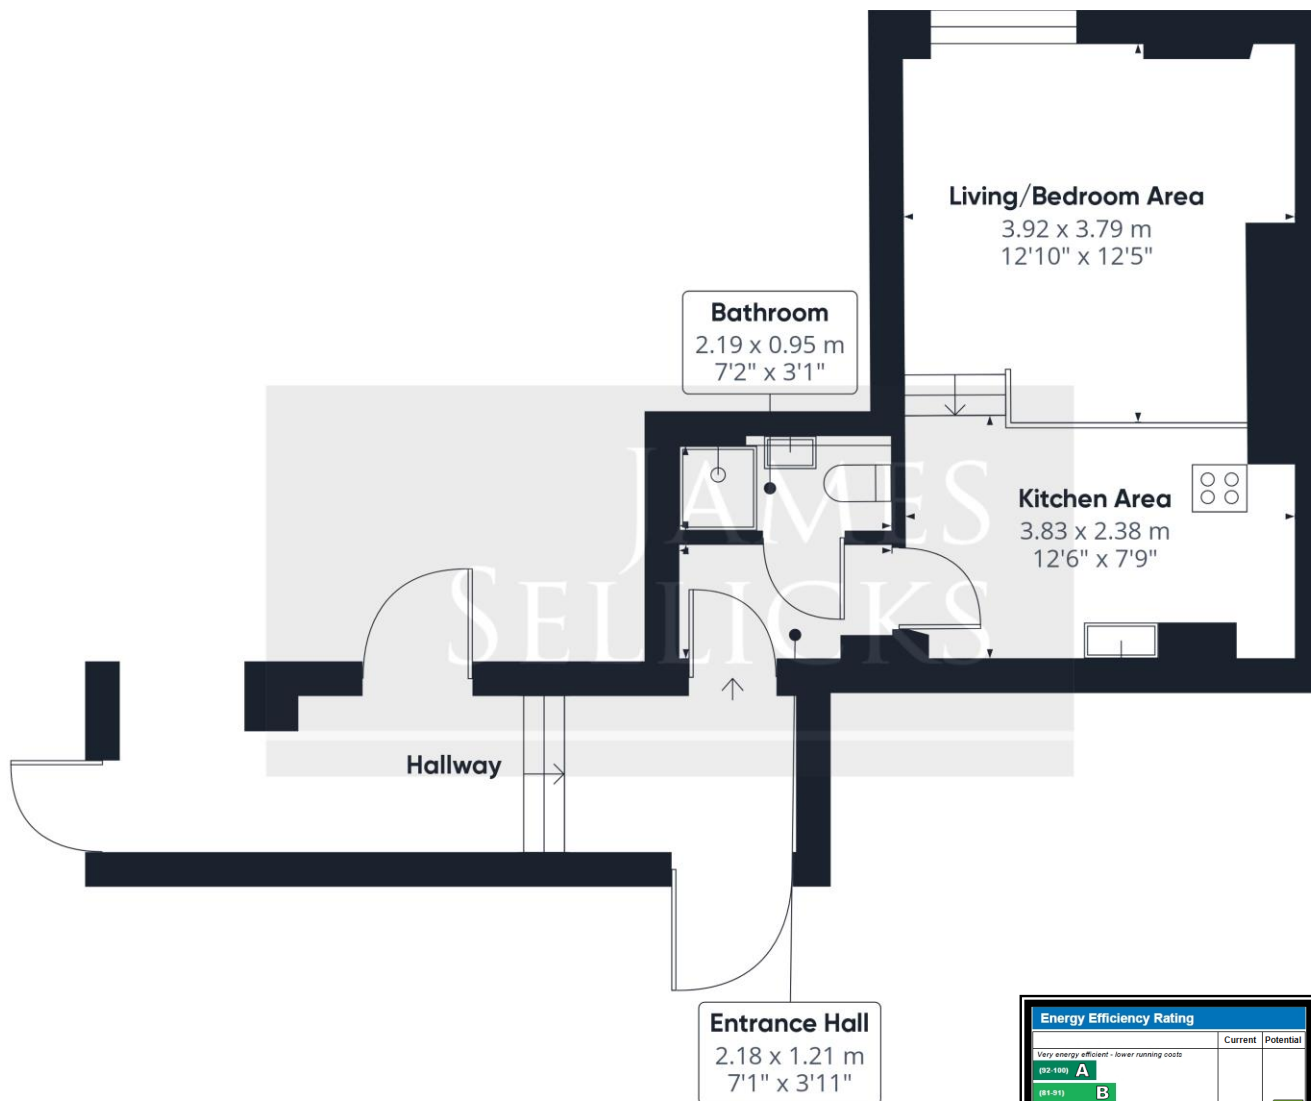 Living/Bedroom Area
3.92 x 3.79 m
12'10" x 12'5"
Bathroom
2.19 x 0.95 m
7'2" x 3'1"
JAMES
SELLICKS
Kitchen Area
3.83 x 2.38 m
12'6" x 7'9"
Hallway
Entrance Hall
2.18 x 1.21 m
7'1" x 3'11"
Energy Efficiency Rating
Current Potential
Very energy efficient - lower running costs
(92-100) A
(81-91) B